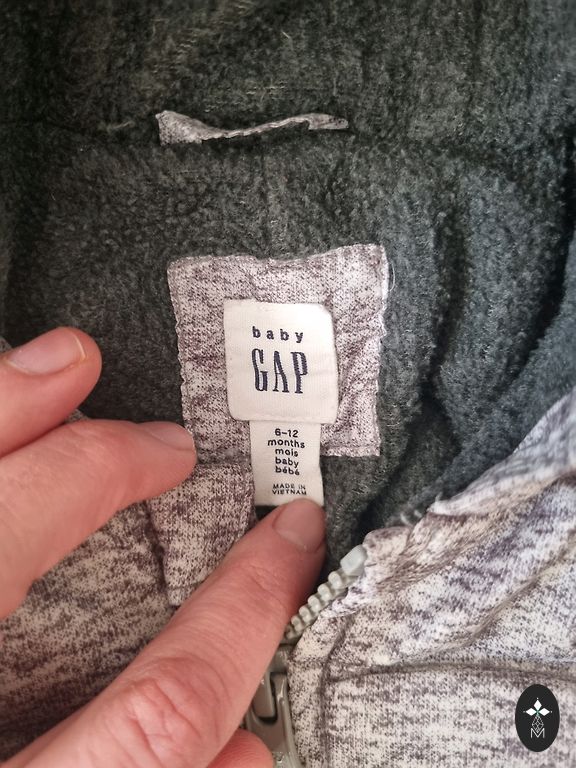 baby
GAP
6-12
months
mois
baby
bébé
MADE IN
VIETNAM
M